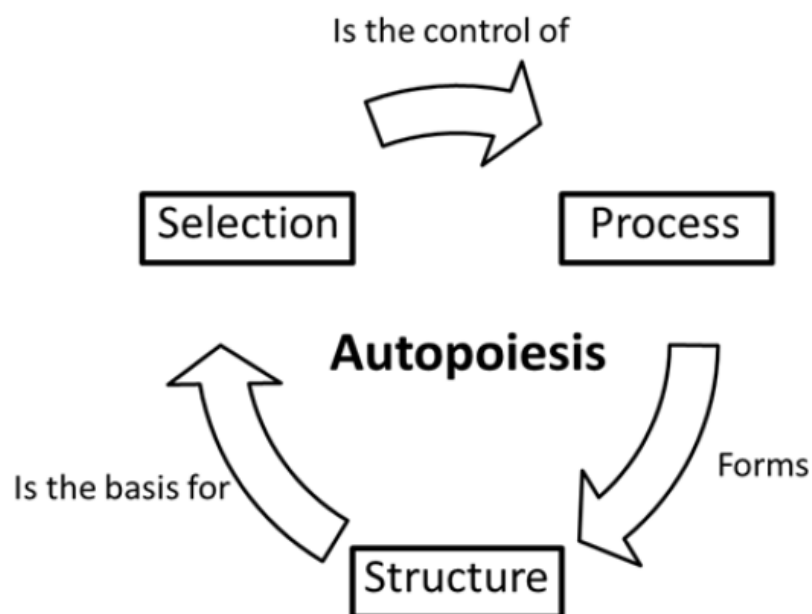 Is the control of
Selection
Process
Autopoiesis
Forms
Is the basis for
Structure